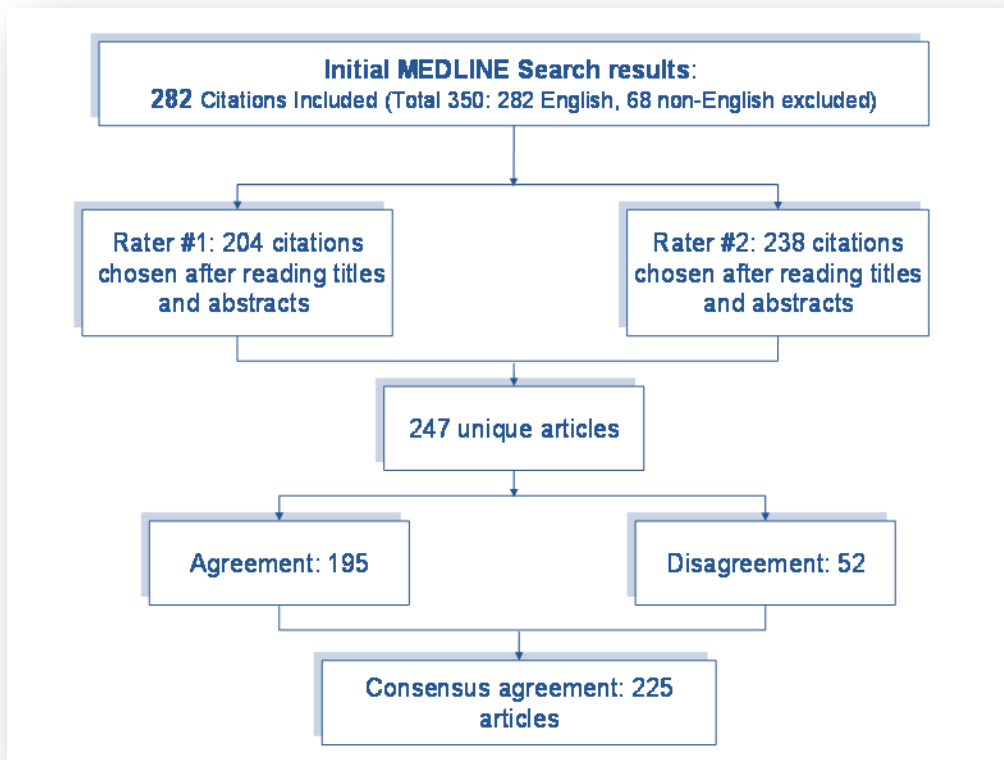 Initial MEDLINE Search results:
282 Citations Included (Total 350: 282 English, 68 non-English excluded)
Rater #1: 204 citations
chosen after reading titles
and abstracts
Rater #2: 238 citations
chosen after reading titles
and abstracts
247 unique articles
Agreement: 195
Disagreement: 52
Consensus agreement: 225
articles